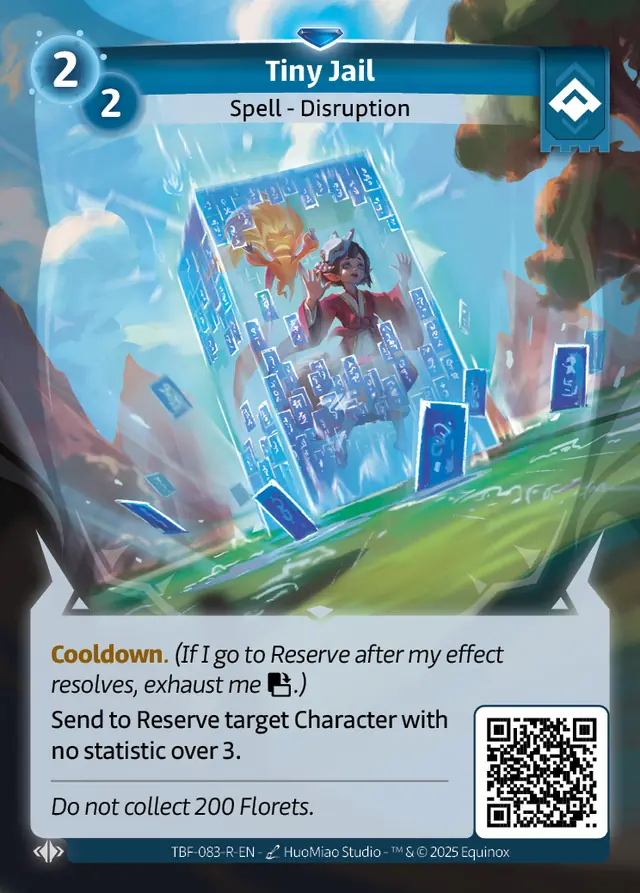 2
Tiny Jail
2
Spell - Disruption
Cooldown. (If I go to Reserve after my effect
resolves, exhaust me .)
Send to Reserve target Character with
no statistic over 3.
Do not collect 200 Florets.
TBF-083-R-EN - HuoMiao Studio - ™ & © 2025 Equinox